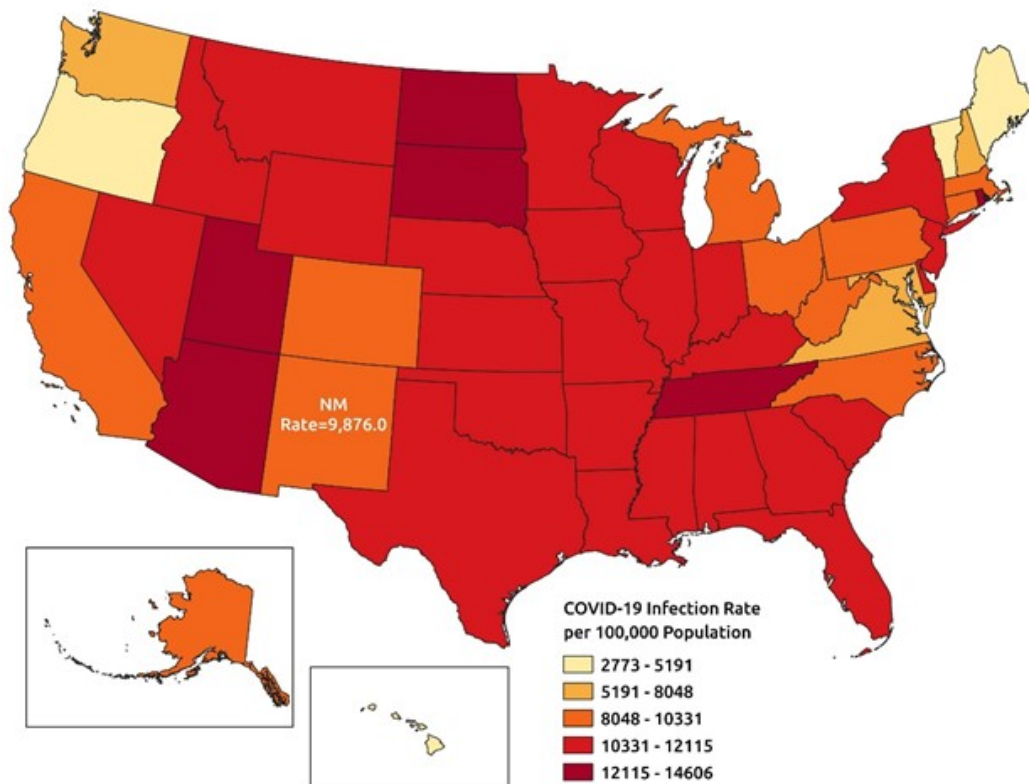 NM
Rate=9,876.0
COVID-19 Infection Rate
per 100,000 Population
2773 - 5191
5191 - 8048
8048 - 10331
10331 - 12115
12115 - 14606